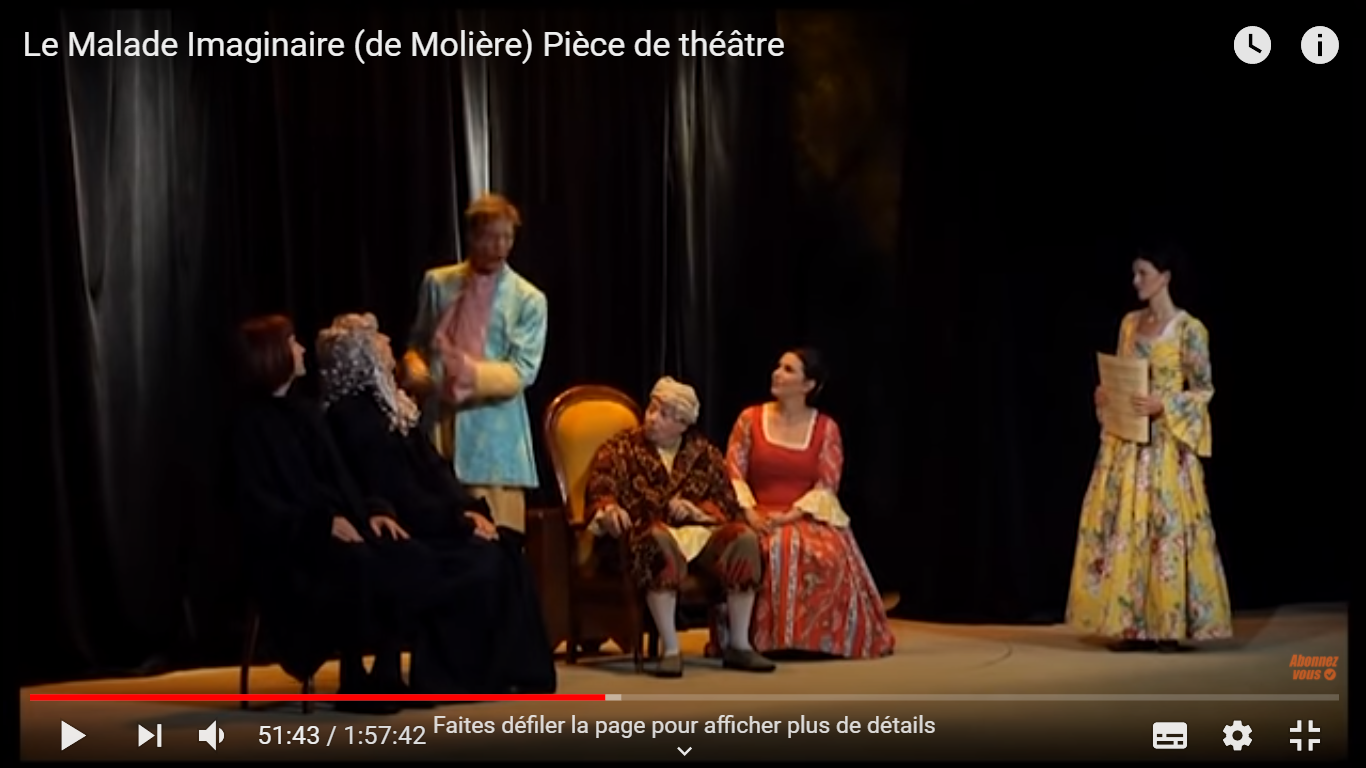 Le Malade Imaginaire (de Molière) Pièce de théâtre
Abonnez
vous
51:43 / 1:57:42
Faites défiler la page pour afficher plus de détails